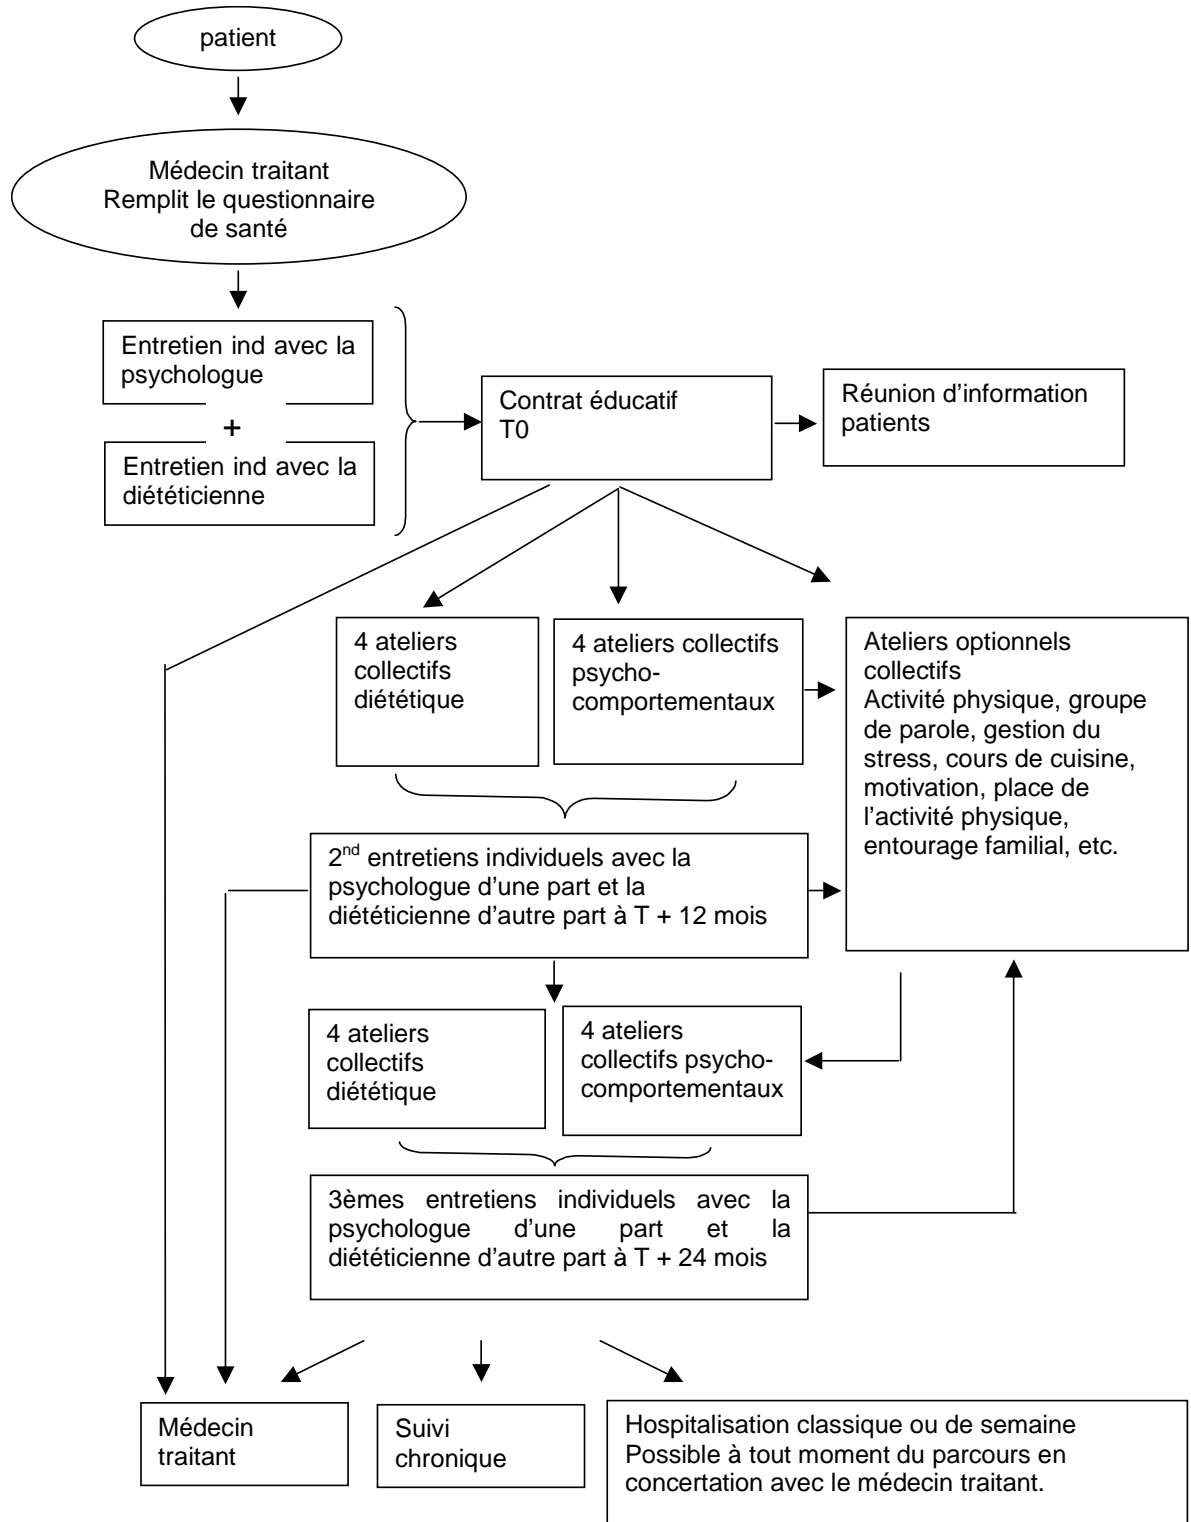 patient
Médecin traitant
Remplit le questionnaire
de santé
Entretien ind avec la
psychologue
+
Entretien ind avec la
diététicienne
Contrat éducatif
T0
Réunion d'information
patients
4 ateliers
collectifs
diététique
4 ateliers collectifs
psycho-
comportementaux
Ateliers optionnels
collectifs
Activité physique, groupe
de parole, gestion du
stress, cours de cuisine,
motivation, place de
l'activité physique,
entourage familial, etc.
2nd entretiens individuels avec la
psychologue d'une part et la
diététicienne d'autre part à T + 12 mois
4 ateliers
collectifs
diététique
4 ateliers
collectifs psycho-
comportementaux
3èmes entretiens individuels avec la
psychologue d'une part et la
diététicienne d'autre part à T + 24 mois
Médecin
traitant
Suivi
chronique
Hospitalisation classique ou de semaine
Possible à tout moment du parcours en
concertation avec le médecin traitant.